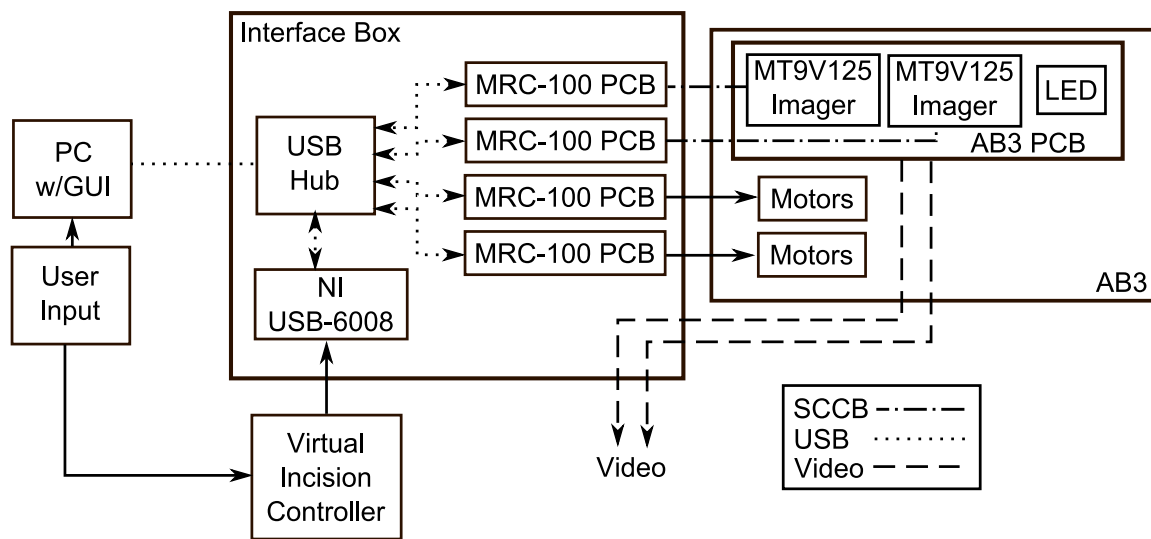 Interface Box
MRC-100 PCB
MRC-100 PCB
MRC-100 PCB
MRC-100 PCB
USB
Hub
PC
w/GUI
User
Input
NI
USB-6008
Virtual
Incision
Controller
MT9V125
Imager
MT9V125
Imager
LED
AB3 PCB
Motors
Motors
AB3
Video
SCCB
USB
Video